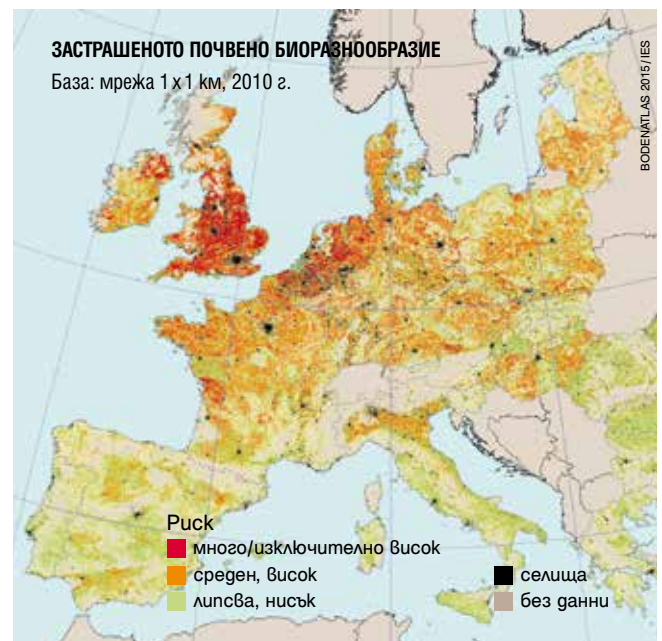 ЗАСТРАШЕНОТО ПОЧВЕНО БИОРАЗНООБРАЗИЕ
База: мрежа 1 x 1 км, 2010 г.
BODENATLAS 2015/IES
Риск
много/изключително висок
среден, висок
липсва, нисък
селища
без данни